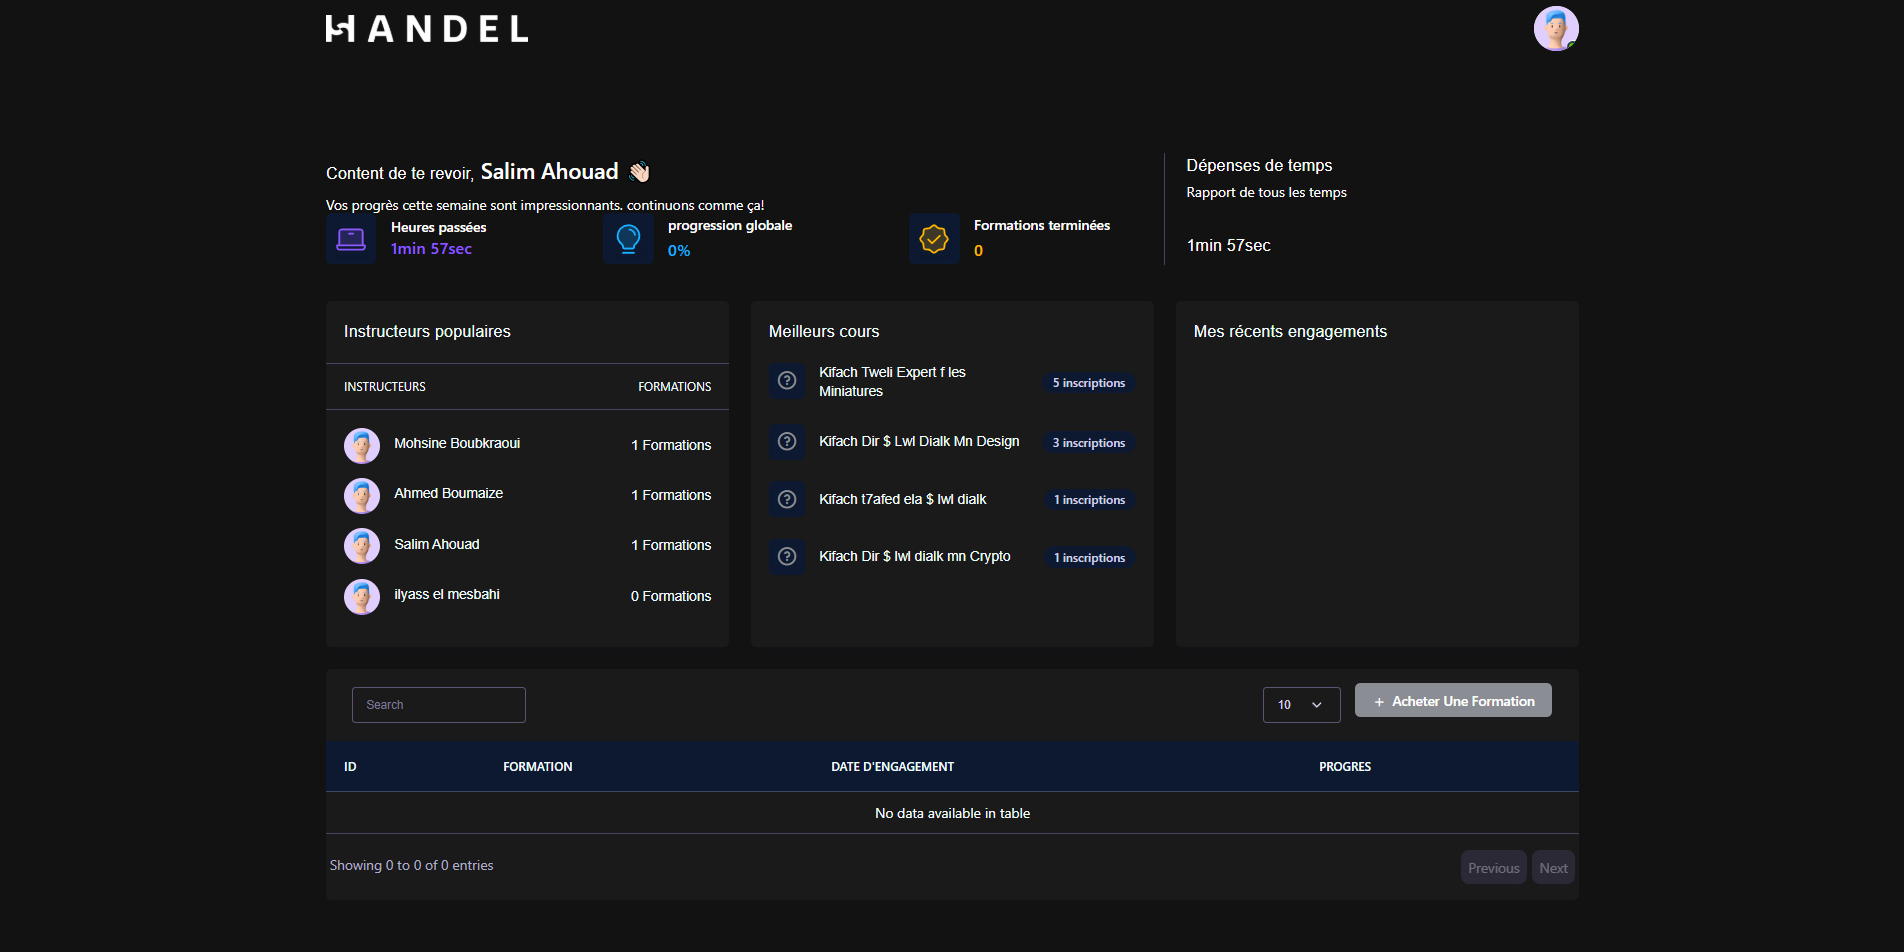 HANDEL
Content de te revoir, Salim Ahouad 👋🏻
Vos progrès cette semaine sont impressionnants. continuons comme ça!
Heures passées
1min 57sec
progression globale
0%
Formations terminées
0
Dépenses de temps
Rapport de tous les temps
1min 57sec
Instructeurs populaires
INSTRUCTEURS FORMATIONS
Mohsine Boubkraoui 1 Formations
Ahmed Boumaize 1 Formations
Salim Ahouad 1 Formations
ilyass el mesbahi 0 Formations
Meilleurs cours
Kifach Tweli Expert f les
Miniatures
5 inscriptions
Kifach Dir $ Lwl Dialk Mn Design 3 inscriptions
Kifach t7afed ela $ lwl dialk 1 inscriptions
Kifach Dir $ lwl dialk mn Crypto 1 inscriptions
Mes récents engagements
Search 10 + Acheter Une Formation
ID FORMATION DATE D'ENGAGEMENT PROGRES
No data available in table
Showing 0 to 0 of 0 entries Previous Next